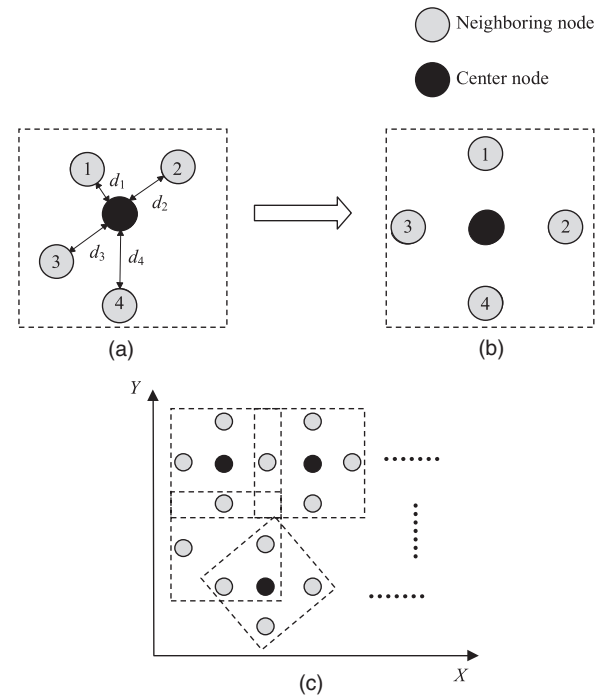 Neighboring node
Center node
1
2
d1
d2
3
d3
d4
4
(a)
1
3
2
4
(b)
Y
X
(c)